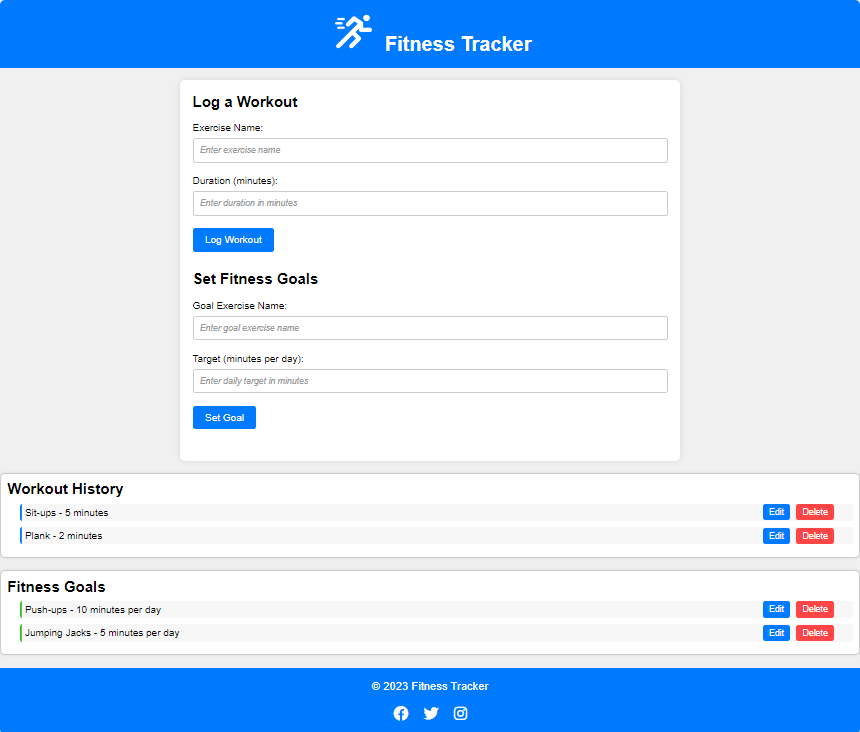 Fitness Tracker
Log a Workout
Exercise Name:
Enter exercise name
Duration (minutes):
Enter duration in minutes
Log Workout
Set Fitness Goals
Goal Exercise Name:
Enter goal exercise name
Target (minutes per day):
Enter daily target in minutes
Set Goal
Workout History
Sit-ups - 5 minutes Edit Delete
Plank - 2 minutes Edit Delete
Fitness Goals
Push-ups - 10 minutes per day Edit Delete
Jumping Jacks - 5 minutes per day Edit Delete
© 2023 Fitness Tracker